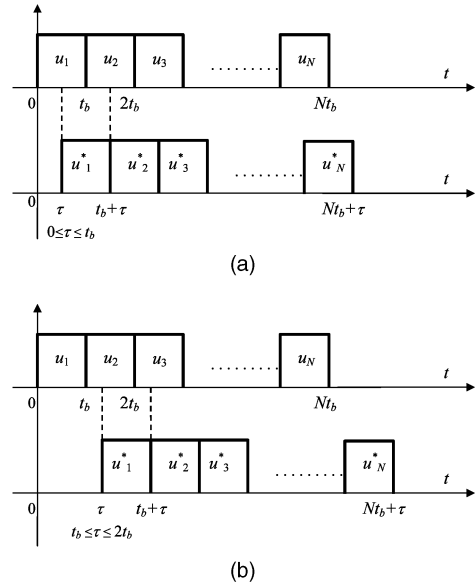 u1 u2 u3 ........... uN t
0 tb 2tb Ntb
u*1 u*2 u*3 ........... u*N t
0 τ tb+τ Ntb+τ
0≤τ≤tb
(a)
u1 u2 u3 ........... uN t
0 tb 2tb Ntb
u*1 u*2 u*3 ........... u*N t
0 τ tb+τ Ntb+τ
tb≤τ≤2tb
(b)